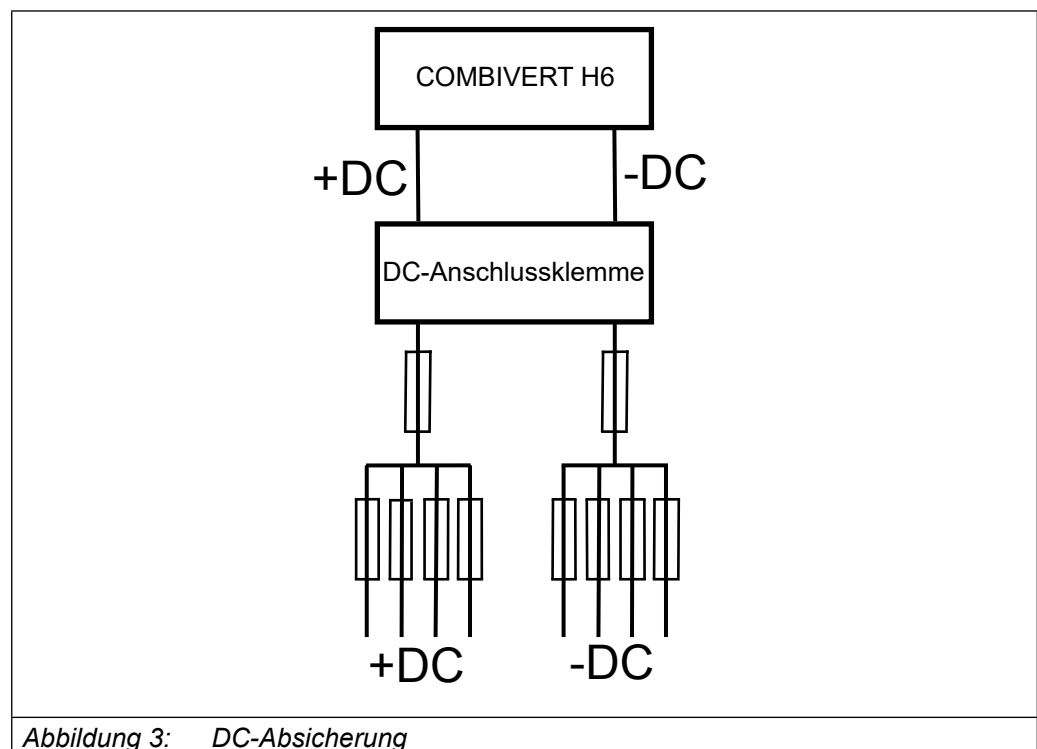 COMBIVERT H6
+DC -DC
DC-Anschlussklemme
+DC -DC
Abbildung 3: DC-Absicherung